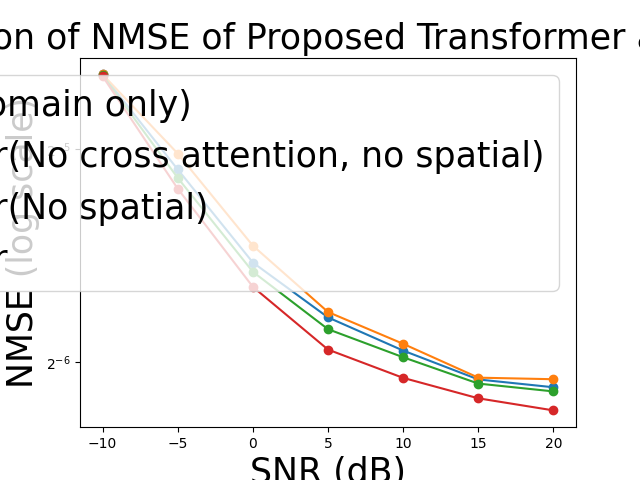 on of NMSE of Proposed Transformer a
omain only)
r(No cross attention, no spatial)
r(No spatial)
r
NMSE (log scale)
2⁻⁶
−10 −5 0 5 10 15 20
SNR (dB)